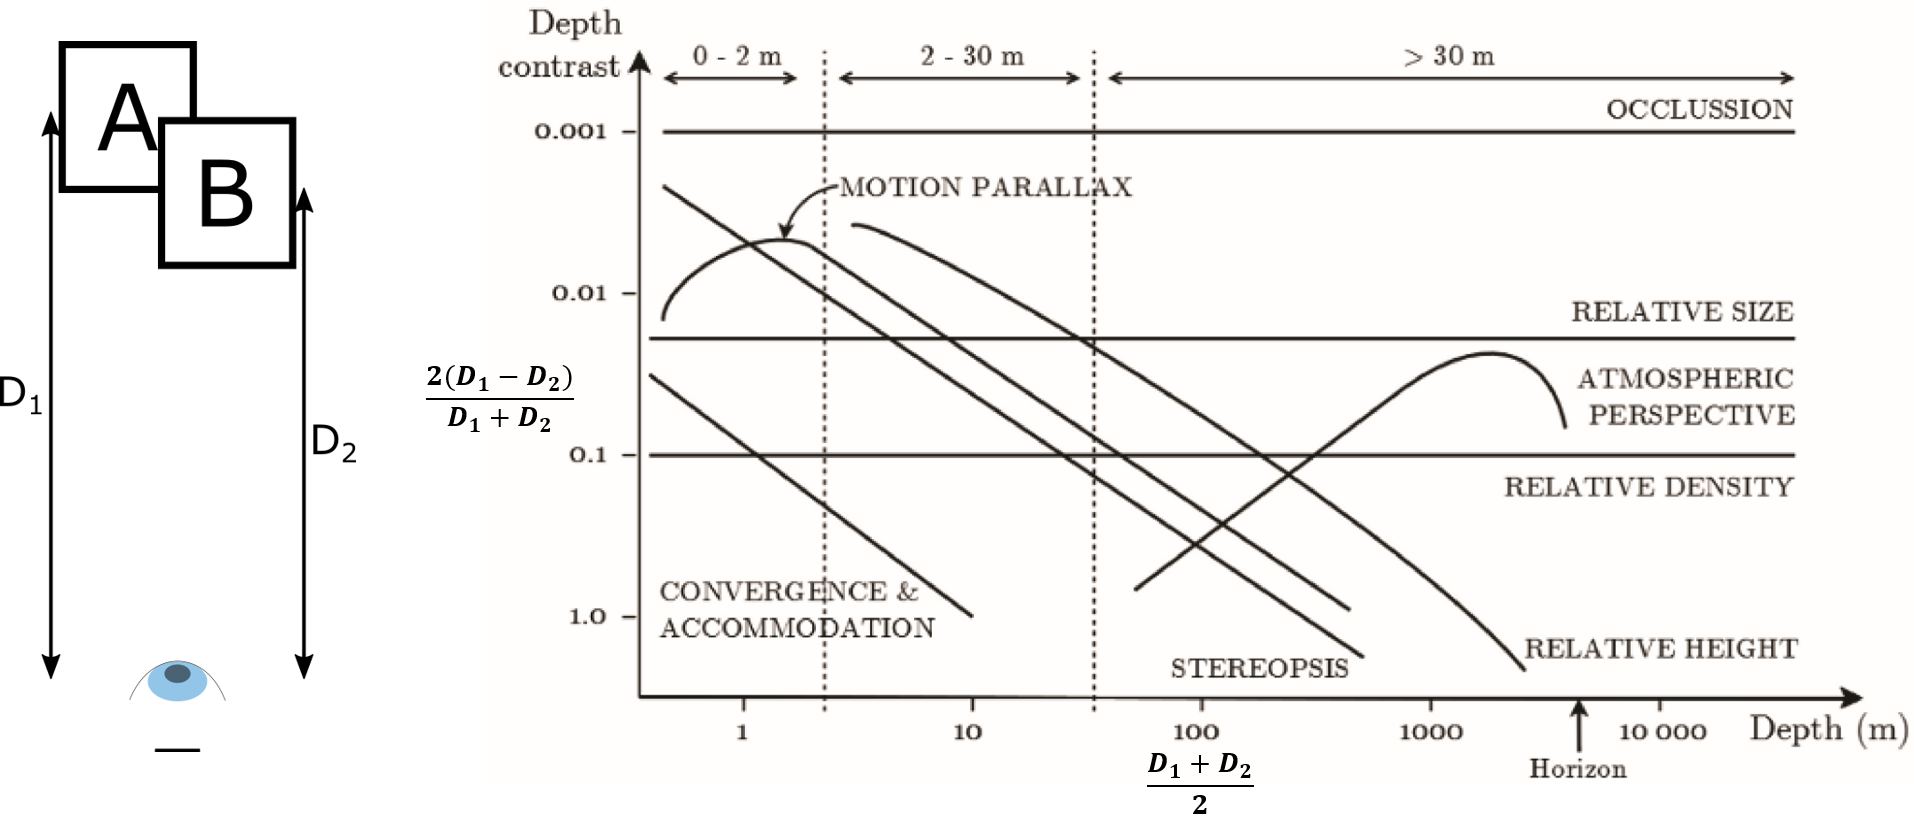 A
B
D₁
D₂
Depth
contrast
0 - 2 m
2 - 30 m
> 30 m
OCCLUSSION
0.001
MOTION PARALLAX
0.01
RELATIVE SIZE
2(D₁ − D₂)
D₁ + D₂
ATMOSPHERIC
PERSPECTIVE
0.1
RELATIVE DENSITY
CONVERGENCE &
ACCOMMODATION
1.0
STEREOPSIS
RELATIVE HEIGHT
1
10
100
1000
10 000
Depth (m)
D₁ + D₂
2
Horizon